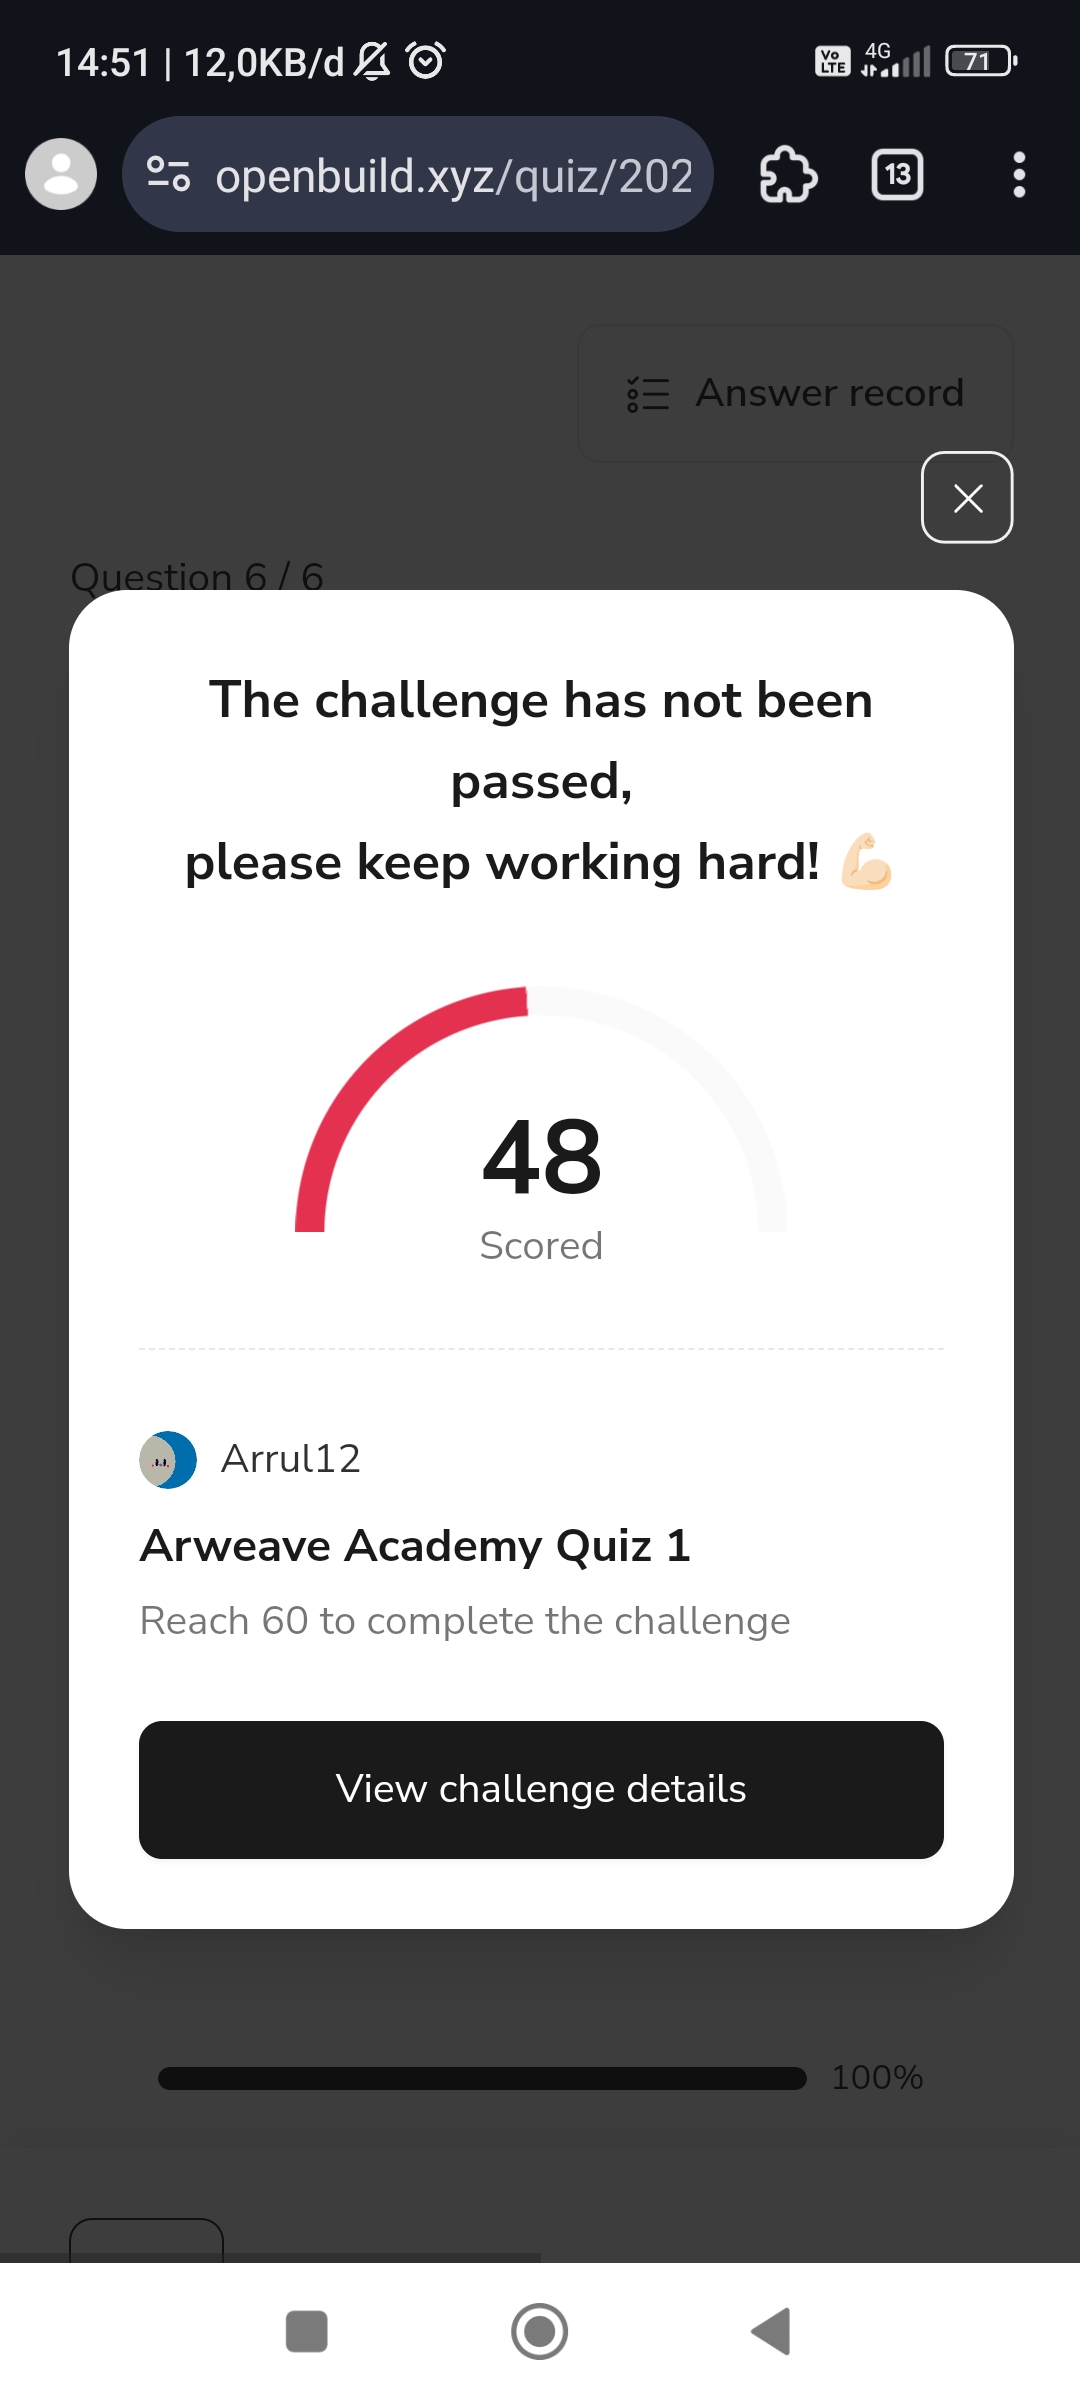 14:51 | 12,0KB/d
Vo LTE 4G 71
openbuild.xyz/quiz/202
13
Answer record
Question 6 / 6
The challenge has not been
passed,
please keep working hard! 💪🏻
48
Scored
Arrul12
Arweave Academy Quiz 1
Reach 60 to complete the challenge
View challenge details
100%